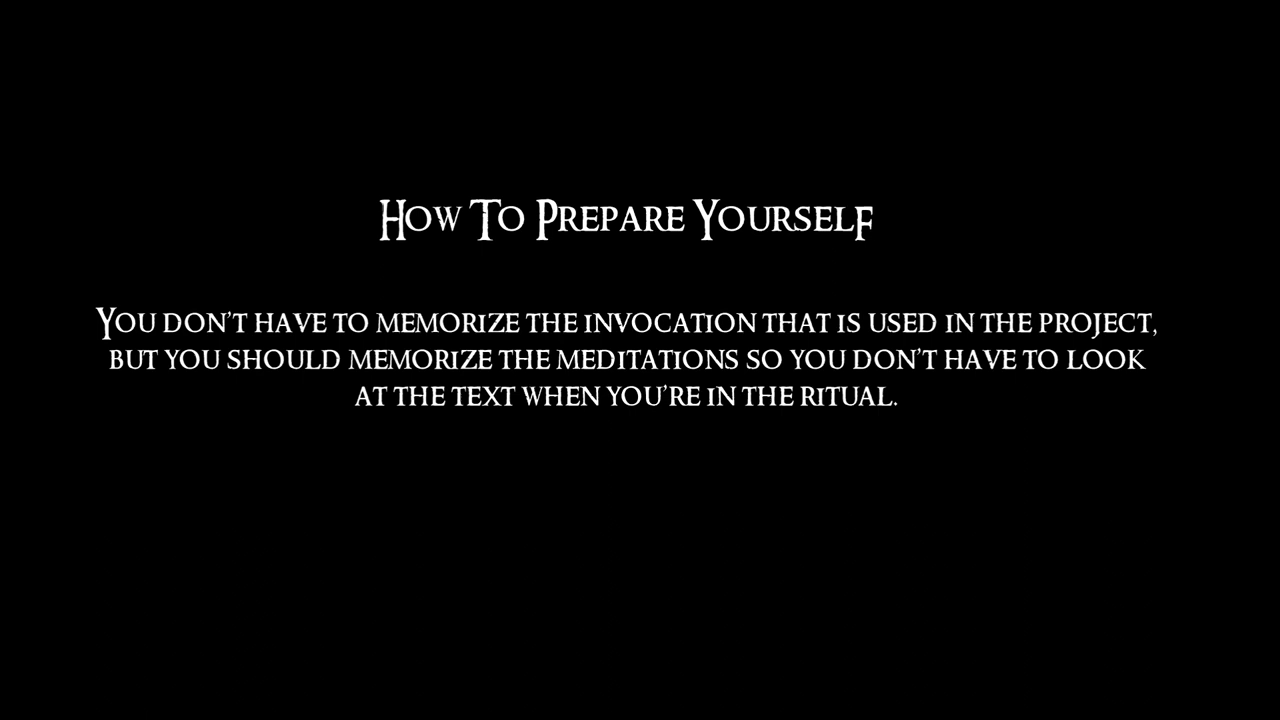 How To Prepare Yourself
You don't have to memorize the invocation that is used in the project,
but you should memorize the meditations so you don't have to look
at the text when you're in the ritual.